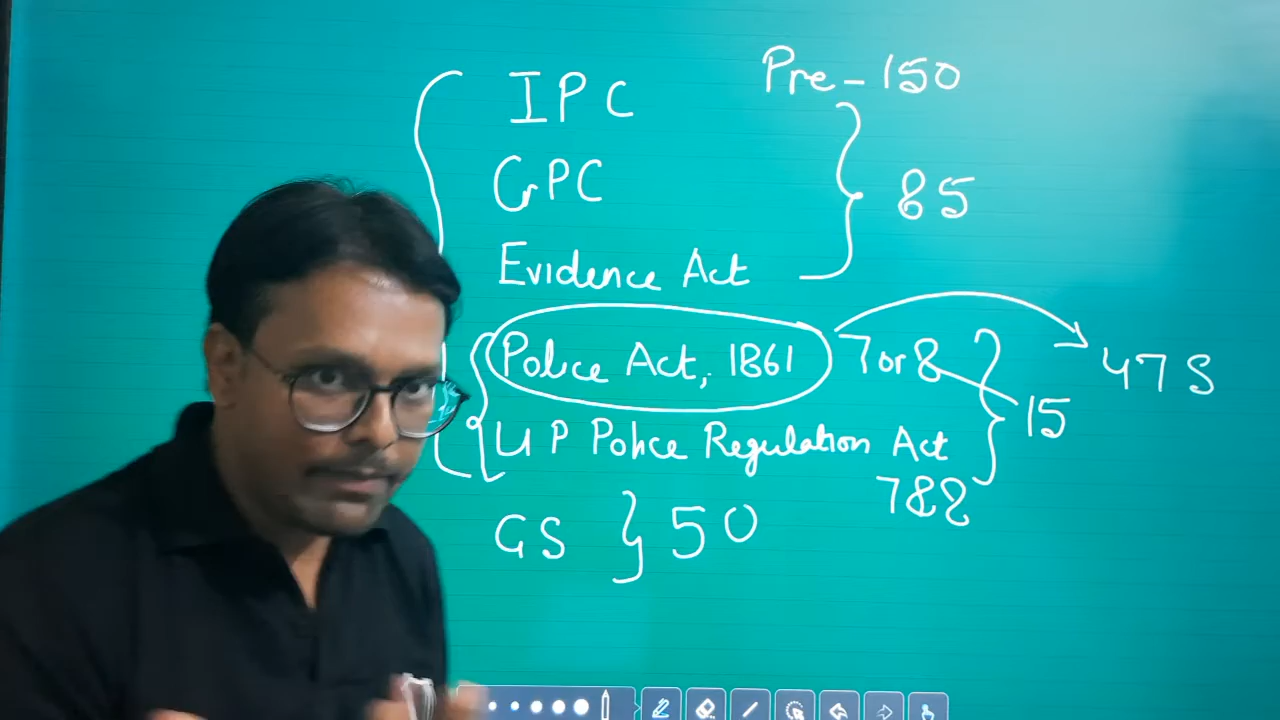 Pre - 150
IPC
CrPC
85
Evidence Act
Police Act, 1861 7 or 8
47 S
15
UP Police Regulation Act
788
GS } 50